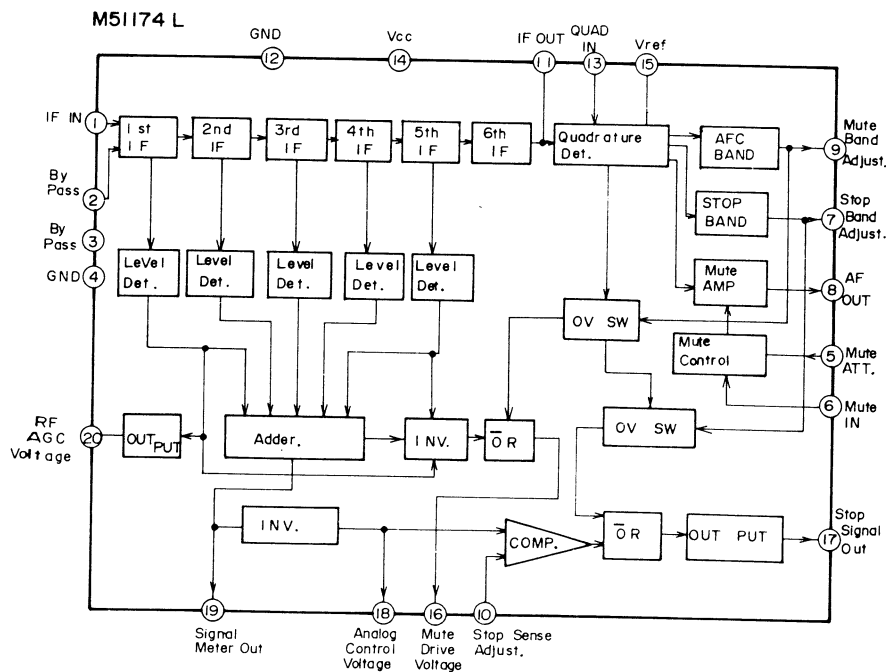 M51174 L
GND
12
Vcc
14
IF OUT
11
QUAD
IN
13
Vref
15
IF IN
1
1st
IF
2nd
IF
3rd
IF
4th
IF
5th
IF
6th
IF
Quadrature
Det.
AFC
BAND
9
Mute
Band
Adjust.
By
Pass
2
STOP
BAND
7
Stop
Band
Adjust.
By
Pass
3
GND
4
LeVel
Det.
Level
Det.
Level
Det.
Level
Det.
Level
Det.
Mute
AMP
8
AF
OUT
OV SW
Mute
Control
5
Mute
ATT.
6
Mute
IN
RF
AGC
Voltage
20
OUT
PUT
Adder.
INV.
OR
OV SW
INV.
COMP.
OR
OUT PUT
17
Stop
Signal
Out
19
Signal
Meter Out
18
Analog
Control
Voltage
16
Mute
Drive
Voltage
10
Stop Sense
Adjust.